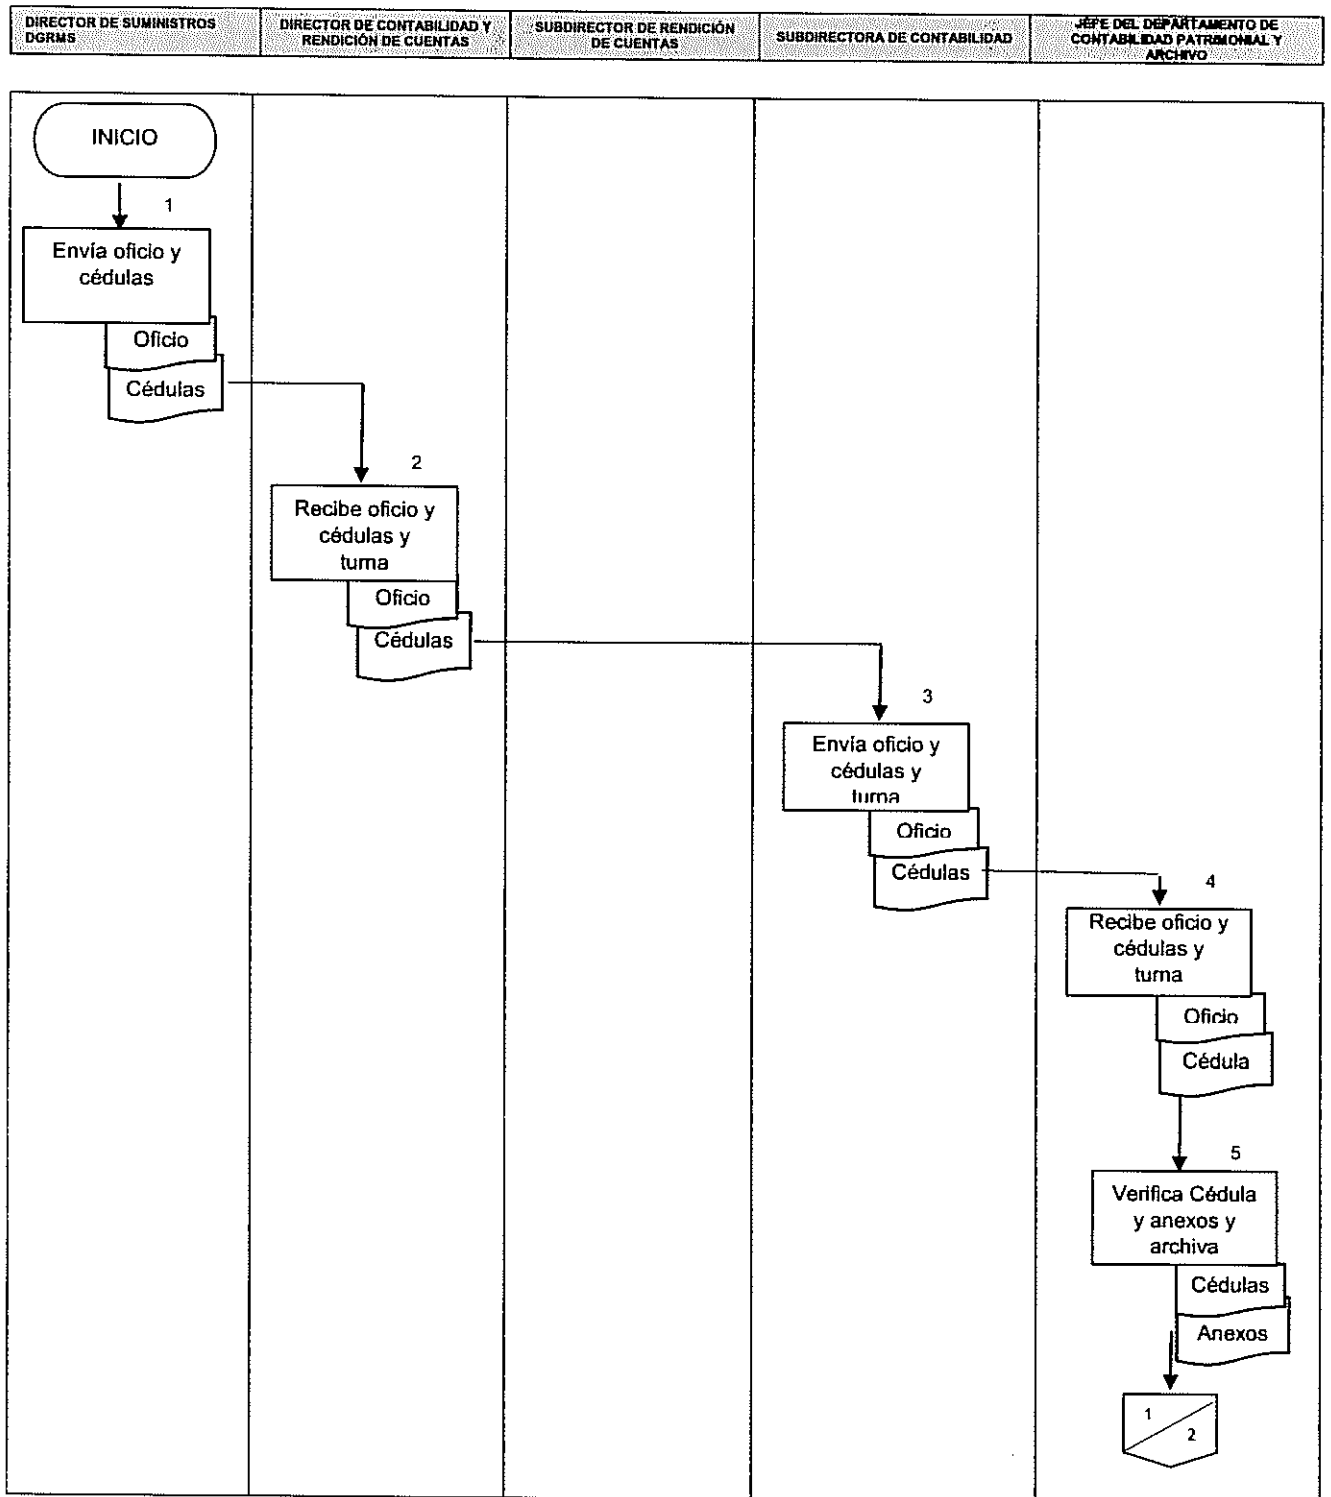 DIRECTOR DE SUMINISTROS
DGRMS
DIRECTOR DE CONTABILIDAD Y
RENDICIÓN DE CUENTAS
SUBDIRECTOR DE RENDICIÓN
DE CUENTAS
SUBDIRECTORA DE CONTABILIDAD
JEFE DEL DEPARTAMENTO DE
CONTABILIDAD PATRIMONIAL Y
ARCHIVO
INICIO
1
Envía oficio y
cédulas
Oficio
Cédulas
2
Recibe oficio y
cédulas y
turna
Oficio
Cédulas
3
Envía oficio y
cédulas y
turna
Oficio
Cédulas
4
Recibe oficio y
cédulas y
turna
Oficio
Cédula
5
Verifica Cédula
y anexos y
archiva
Cédulas
Anexos
1
2